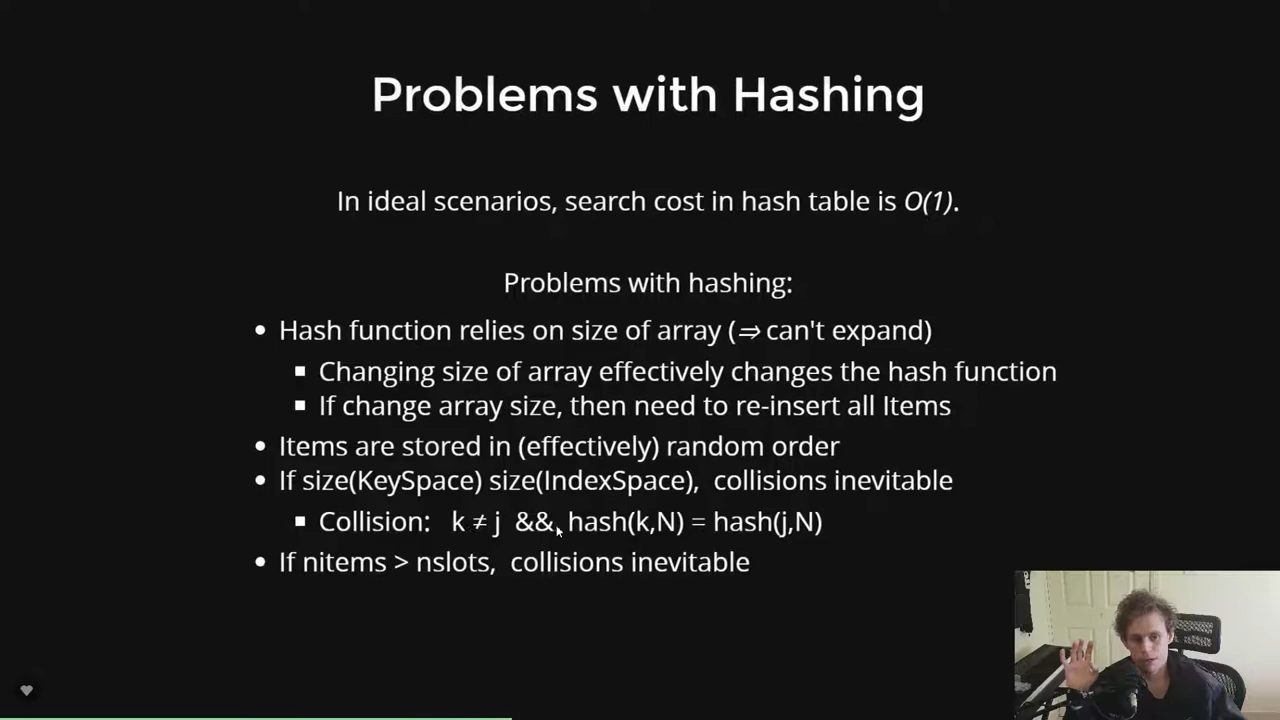 Problems with Hashing
In ideal scenarios, search cost in hash table is O(1).
Problems with hashing:
• Hash function relies on size of array (⇒ can't expand)
▪ Changing size of array effectively changes the hash function
▪ If change array size, then need to re-insert all Items
• Items are stored in (effectively) random order
• If size(KeySpace) size(IndexSpace), collisions inevitable
▪ Collision: k ≠ j && hash(k,N) = hash(j,N)
• If nitems > nslots, collisions inevitable